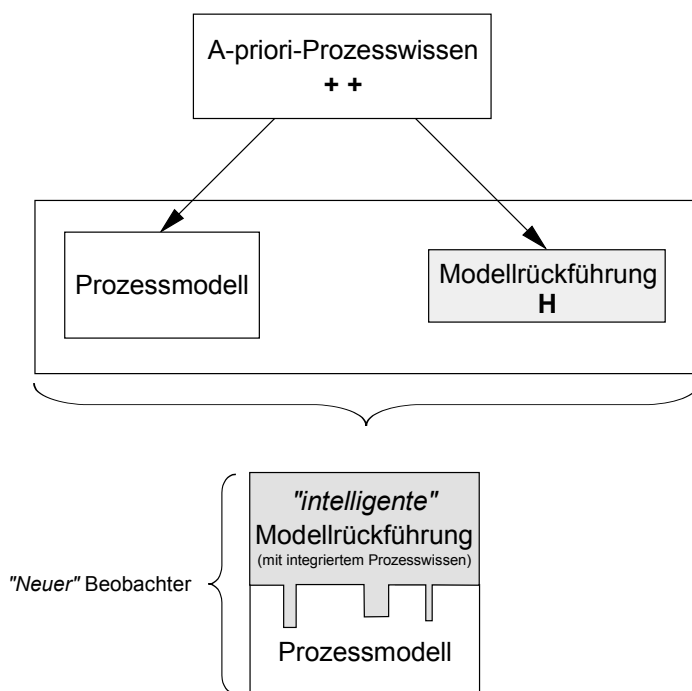 A-priori-Prozesswissen
+ +
Prozessmodell
Modellrückführung
H
"intelligente"
Modellrückführung
(mit integriertem Prozesswissen)
"Neuer" Beobachter
Prozessmodell